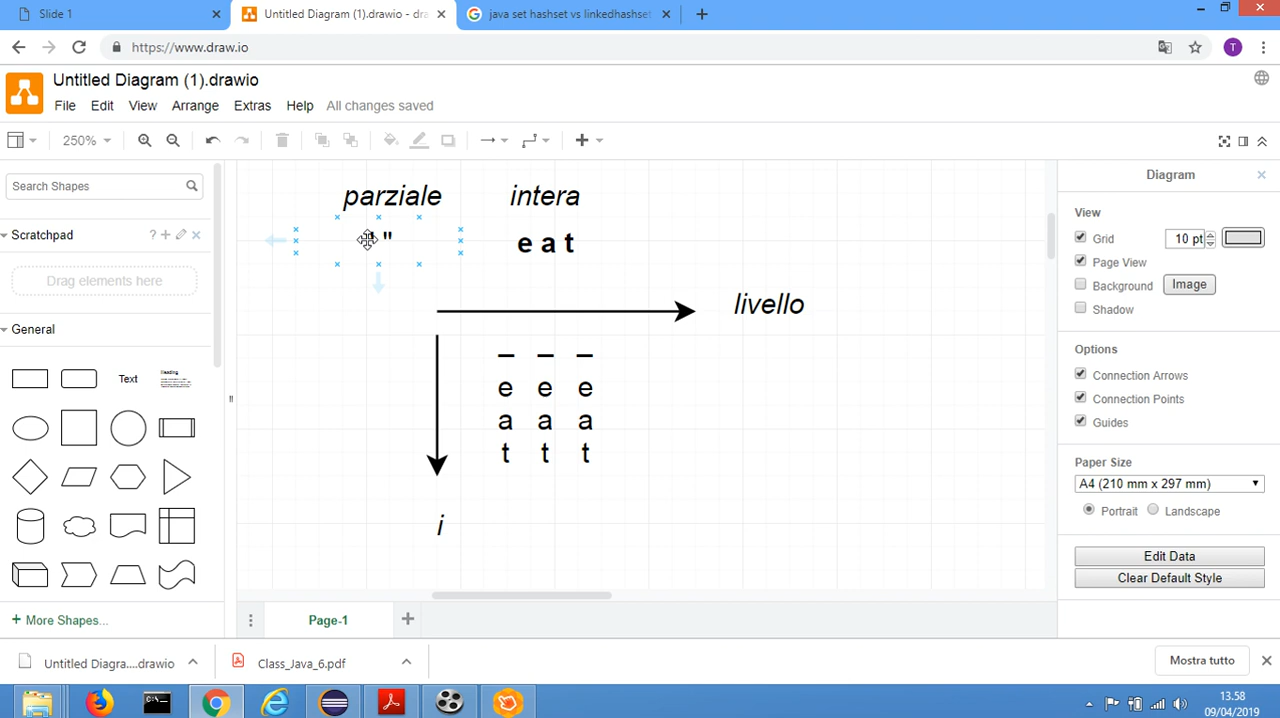 Slide 1
Untitled Diagram (1).drawio - dra
java set hashset vs linkedhashset
https://www.draw.io
T
Untitled Diagram (1).drawio
File Edit View Arrange Extras Help All changes saved
250%
Search Shapes
Scratchpad
?
Drag elements here
General
Text
Heading
+ More Shapes...
parziale intera
"
e a t
livello
_ _ _
e e e
a a a
t t t
i
Page-1
Diagram
View
Grid 10 pt
Page View
Background Image
Shadow
Options
Connection Arrows
Connection Points
Guides
Paper Size
A4 (210 mm x 297 mm)
Portrait Landscape
Edit Data
Clear Default Style
Untitled Diagra....drawio
Class_Java_6.pdf
Mostra tutto
13.58
09/04/2019